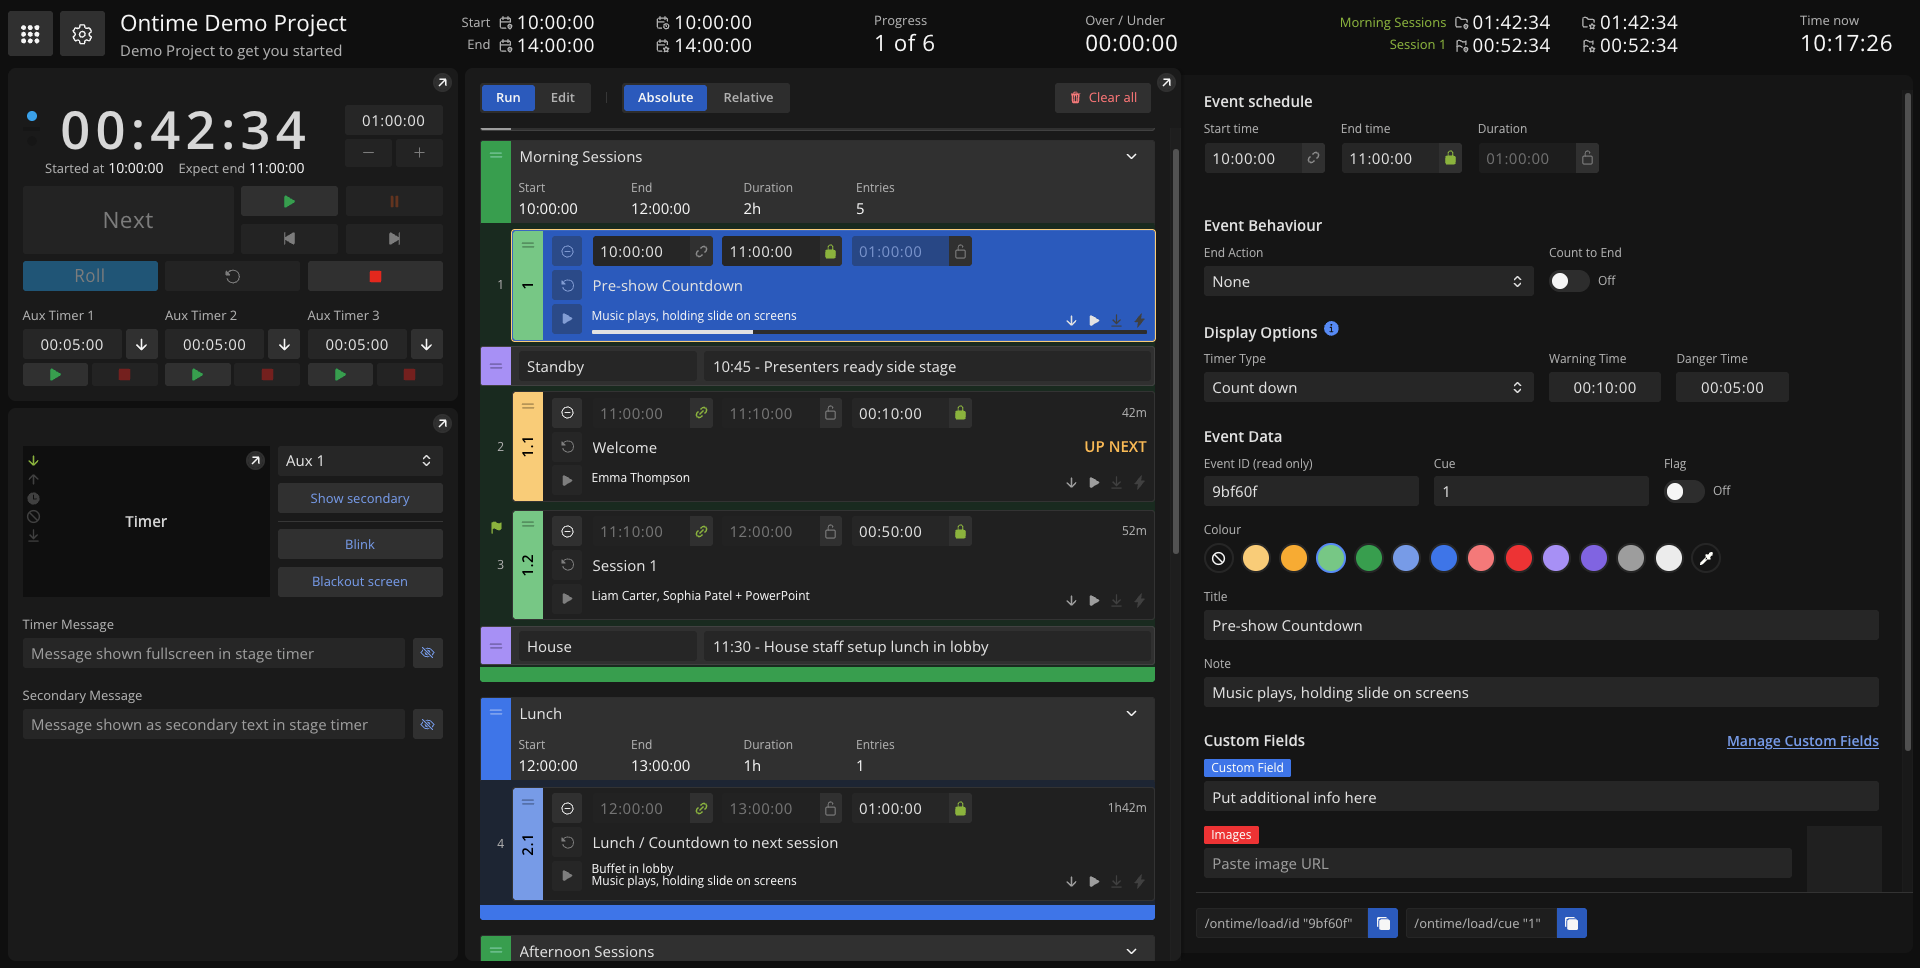 Ontime Demo Project
Demo Project to get you started
Start 10:00:00 10:00:00
End 14:00:00 14:00:00
Progress
1 of 6
Over / Under
00:00:00
Morning Sessions 01:42:34 01:42:34
Session 1 00:52:34 00:52:34
Time now
10:17:26
00:42:34
01:00:00
Started at 10:00:00 Expect end 11:00:00
Next
Roll
Aux Timer 1 Aux Timer 2 Aux Timer 3
00:05:00 00:05:00 00:05:00
Timer
Aux 1
Show secondary
Blink
Blackout screen
Timer Message
Message shown fullscreen in stage timer
Secondary Message
Message shown as secondary text in stage timer
Run Edit Absolute Relative Clear all
Morning Sessions
Start End Duration Entries
10:00:00 12:00:00 2h 5
1 1 10:00:00 11:00:00 01:00:00
Pre-show Countdown
Music plays, holding slide on screens
Standby 10:45 - Presenters ready side stage
2 1.1 11:00:00 11:10:00 00:10:00 42m
Welcome UP NEXT
Emma Thompson
3 1.2 11:10:00 12:00:00 00:50:00 52m
Session 1
Liam Carter, Sophia Patel + PowerPoint
House 11:30 - House staff setup lunch in lobby
Lunch
Start End Duration Entries
12:00:00 13:00:00 1h 1
4 2.1 12:00:00 13:00:00 01:00:00 1h42m
Lunch / Countdown to next session
Buffet in lobby
Music plays, holding slide on screens
Afternoon Sessions
Event schedule
Start time End time Duration
10:00:00 11:00:00 01:00:00
Event Behaviour
End Action Count to End
None Off
Display Options
Timer Type Warning Time Danger Time
Count down 00:10:00 00:05:00
Event Data
Event ID (read only) Cue Flag
9bf60f 1 Off
Colour
Title
Pre-show Countdown
Note
Music plays, holding slide on screens
Custom Fields Manage Custom Fields
Custom Field
Put additional info here
Images
Paste image URL
/ontime/load/id "9bf60f" /ontime/load/cue "1"